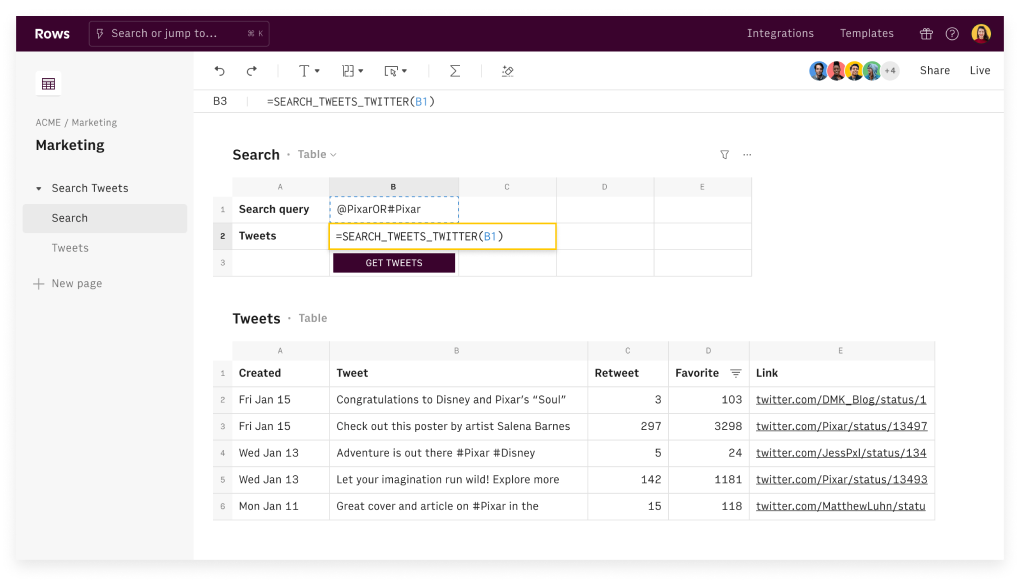 Rows
Search or jump to... ⌘ K
Integrations Templates
+4 Share Live
B3 =SEARCH_TWEETS_TWITTER(B1)
ACME / Marketing
Marketing
Search Tweets
Search
Tweets
New page
Search • Table
A B C D E
1 Search query @PixarOR#Pixar
2 Tweets =SEARCH_TWEETS_TWITTER(B1)
3 GET TWEETS
Tweets • Table
A B C D E
1 Created Tweet Retweet Favorite Link
2 Fri Jan 15 Congratulations to Disney and Pixar’s “Soul” 3 103 twitter.com/DMK_Blog/status/1
3 Fri Jan 15 Check out this poster by artist Salena Barnes 297 3298 twitter.com/Pixar/status/13497
4 Wed Jan 13 Adventure is out there #Pixar #Disney 5 24 twitter.com/JessPxl/status/134
5 Wed Jan 13 Let your imagination run wild! Explore more 142 1181 twitter.com/Pixar/status/13493
6 Mon Jan 11 Great cover and article on #Pixar in the 15 118 twitter.com/MatthewLuhn/statu